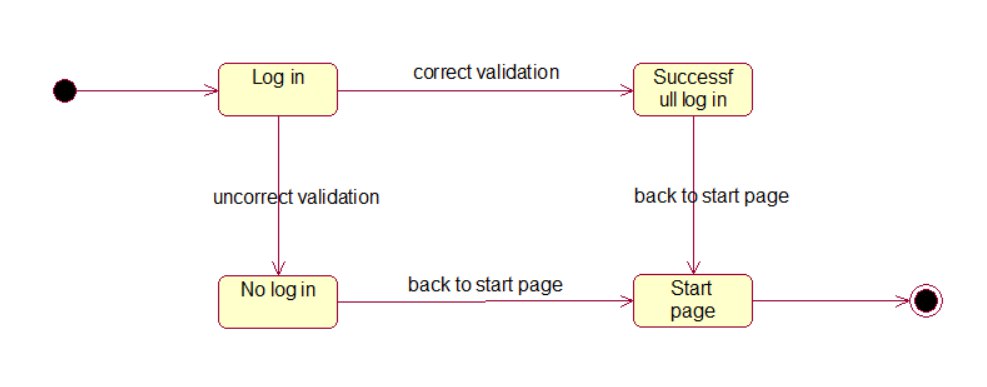 Log in
correct validation
Successf
ull log in
uncorrect validation
back to start page
No log in
back to start page
Start
page